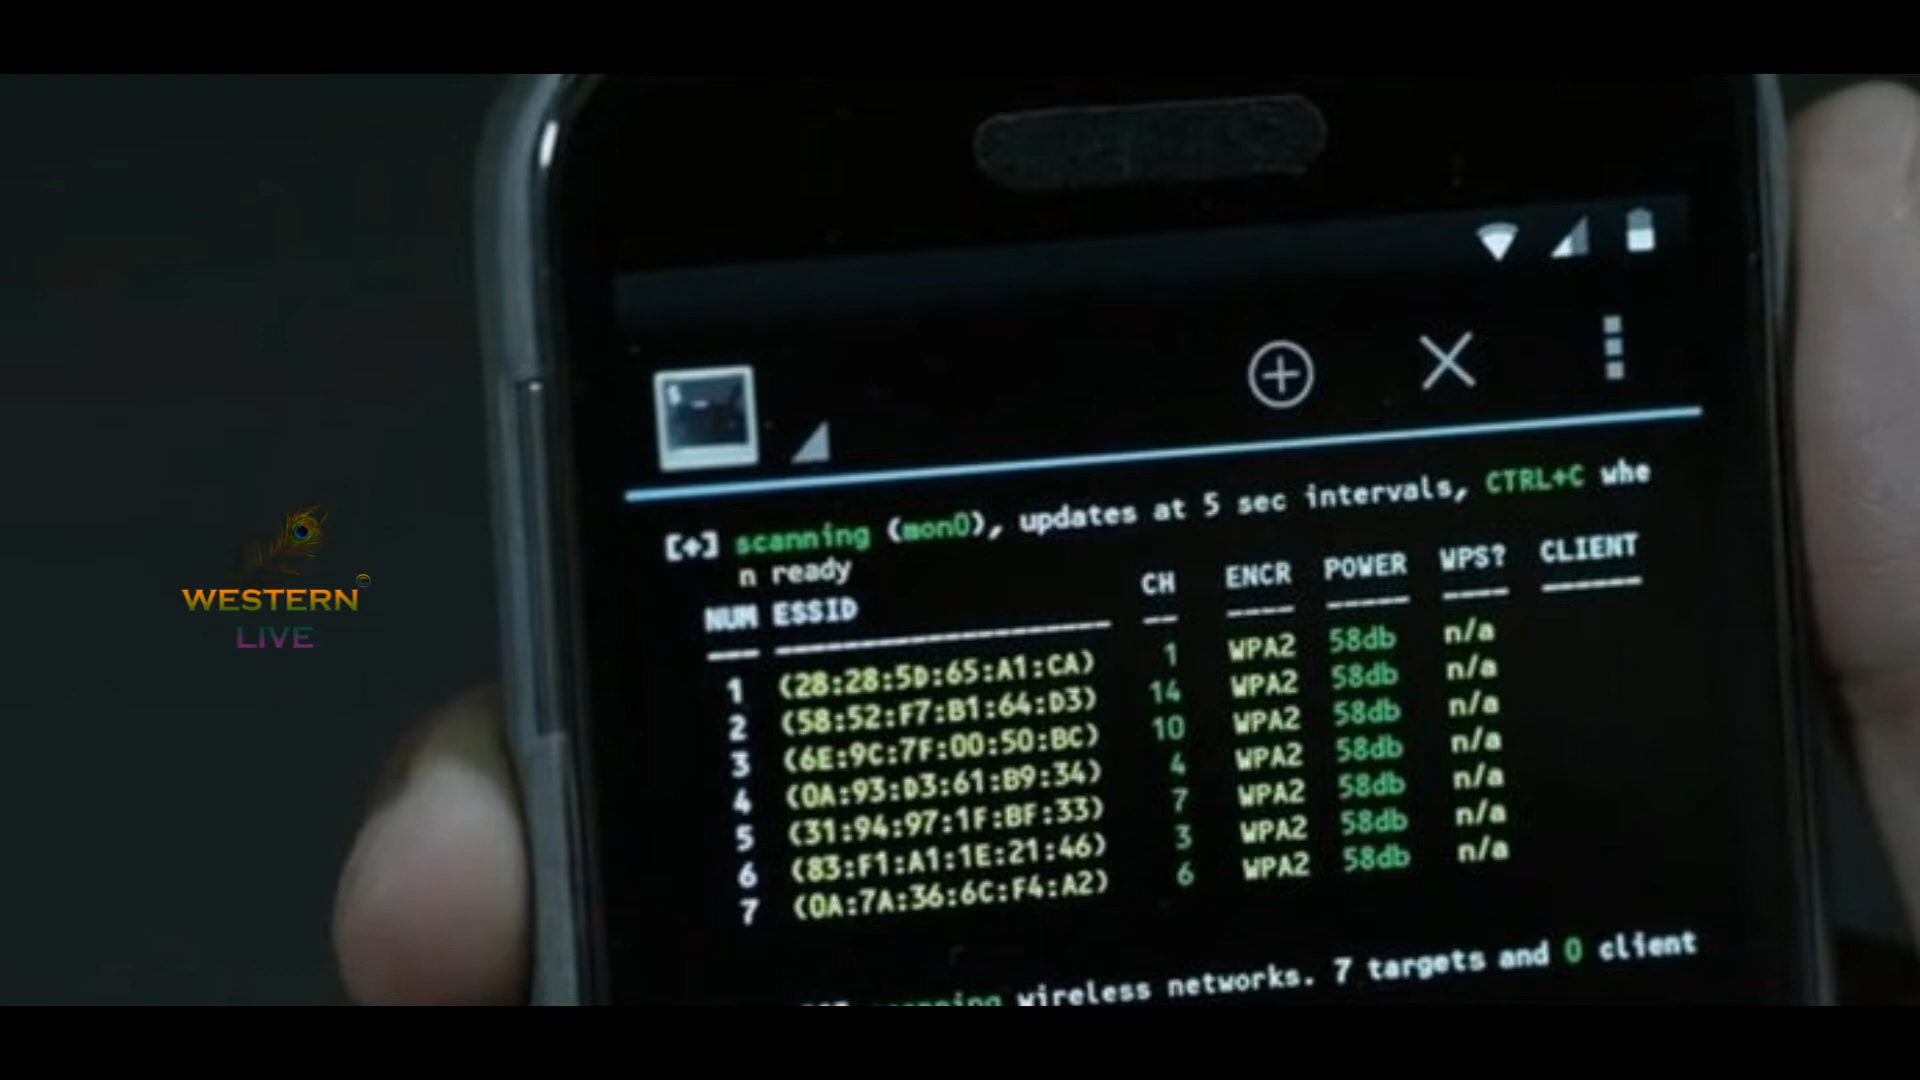 [+] scanning (mon0), updates at 5 sec intervals, CTRL+C whe
n ready
NUM ESSID CH ENCR POWER WPS? CLIENT
--- -------------------- -- ---- ----- ---- ------
1 (28:28:5D:65:A1:CA) 1 WPA2 58db n/a
2 (58:52:F7:B1:64:D3) 14 WPA2 58db n/a
3 (6E:9C:7F:00:50:BC) 10 WPA2 58db n/a
4 (0A:93:D3:61:B9:34) 4 WPA2 58db n/a
5 (31:94:97:1F:BF:33) 7 WPA2 58db n/a
6 (83:F1:A1:1E:21:46) 3 WPA2 58db n/a
7 (0A:7A:36:6C:F4:A2) 6 WPA2 58db n/a
wireless networks. 7 targets and 0 client
WESTERN©
LIVE